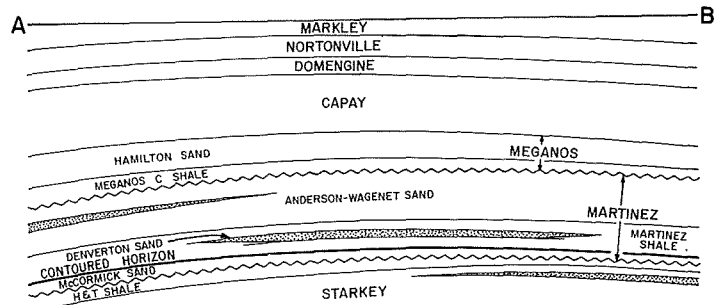 A
B
MARKLEY
NORTONVILLE
DOMENGINE
CAPAY
HAMILTON SAND
MEGANOS
MEGANOS C SHALE
ANDERSON-WAGENET SAND
MARTINEZ
MARTINEZ
SHALE
DENVERTON SAND
CONTOURED HORIZON
McCORMICK SAND
H&T SHALE
STARKEY